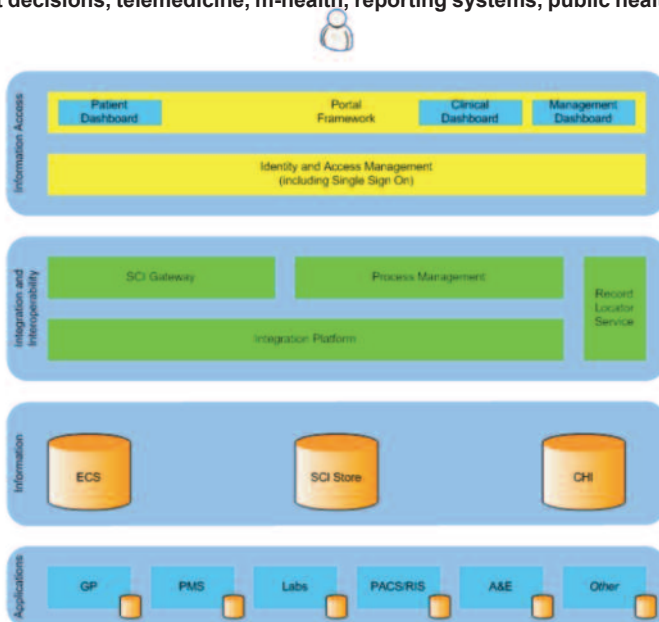 decisions, telemedicine, m-health, reporting systems, public heal
Information Access
Patient
Dashboard
Portal
Framework
Clinical
Dashboard
Management
Dashboard
Identity and Access Management
(including Single Sign On)
Integration and
Interoperability
SCI Gateway
Process Management
Record
Locator
Service
Integration Platform
Information
ECS
SCI Store
CHI
Applications
GP
PMS
Labs
PACS/RIS
A&E
Other